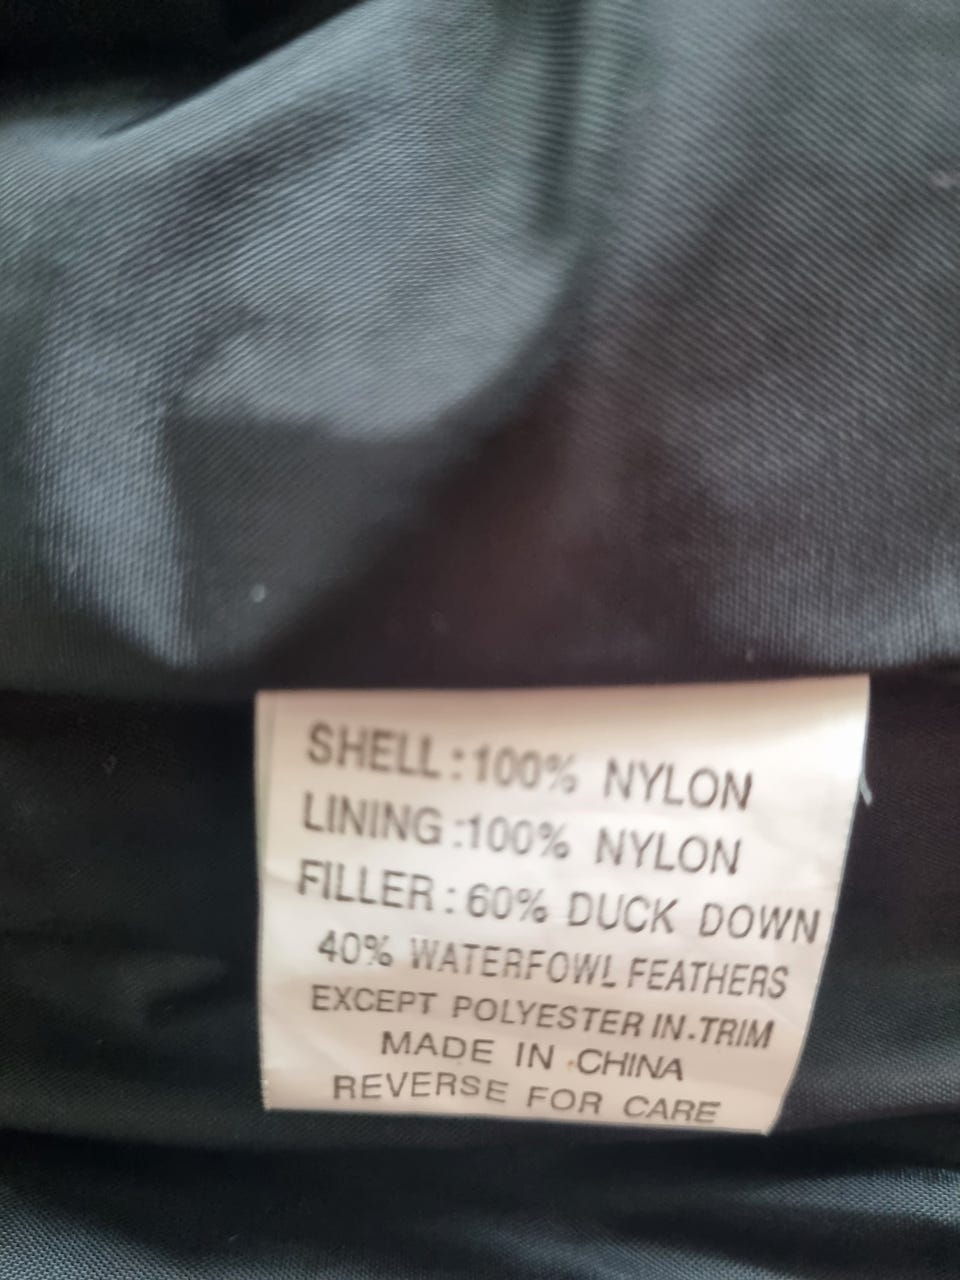 SHELL:100% NYLON
LINING:100% NYLON
FILLER:60% DUCK DOWN
40% WATERFOWL FEATHERS
EXCEPT POLYESTER IN.TRIM
MADE IN CHINA
REVERSE FOR CARE